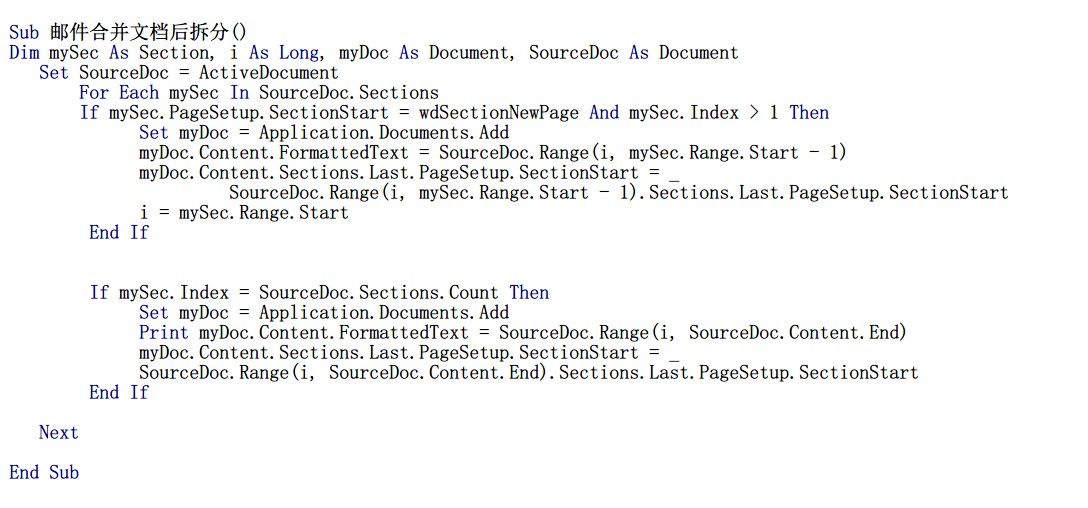 Sub 邮件合并文档后拆分()
Dim mySec As Section, i As Long, myDoc As Document, SourceDoc As Document
Set SourceDoc = ActiveDocument
For Each mySec In SourceDoc.Sections
If mySec.PageSetup.SectionStart = wdSectionNewPage And mySec.Index > 1 Then
Set myDoc = Application.Documents.Add
myDoc.Content.FormattedText = SourceDoc.Range(i, mySec.Range.Start - 1)
myDoc.Content.Sections.Last.PageSetup.SectionStart = _
SourceDoc.Range(i, mySec.Range.Start - 1).Sections.Last.PageSetup.SectionStart
i = mySec.Range.Start
End If
If mySec.Index = SourceDoc.Sections.Count Then
Set myDoc = Application.Documents.Add
Print myDoc.Content.FormattedText = SourceDoc.Range(i, SourceDoc.Content.End)
myDoc.Content.Sections.Last.PageSetup.SectionStart = _
SourceDoc.Range(i, SourceDoc.Content.End).Sections.Last.PageSetup.SectionStart
End If
Next
End Sub